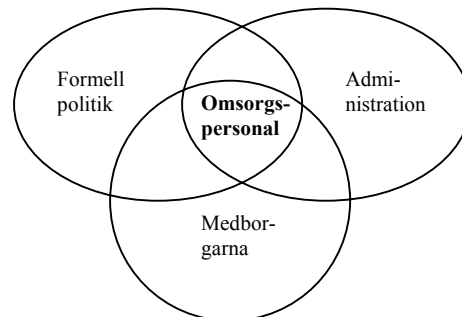 Formell
politik
Admi-
nistration
Omsorgs-
personal
Medbor-
garna